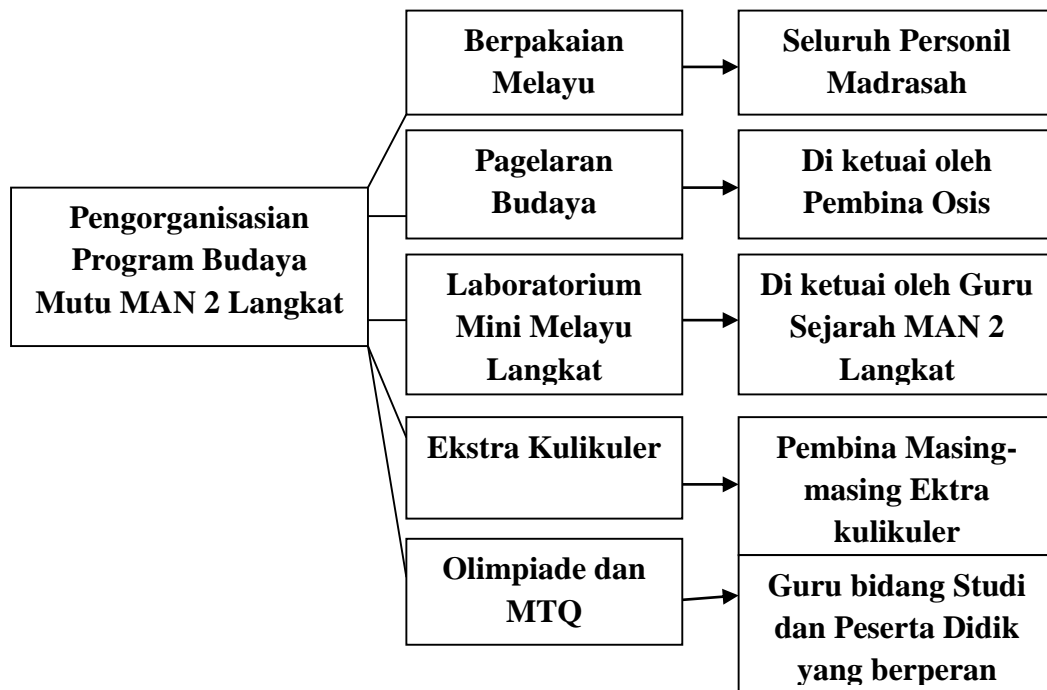 Pengorganisasian
Program Budaya
Mutu MAN 2 Langkat
Berpakaian
Melayu
Seluruh Personil
Madrasah
Pagelaran
Budaya
Di ketuai oleh
Pembina Osis
Laboratorium
Mini Melayu
Langkat
Di ketuai oleh Guru
Sejarah MAN 2
Langkat
Ekstra Kulikuler
Pembina Masing-
masing Ektra
kulikuler
Olimpiade dan
MTQ
Guru bidang Studi
dan Peserta Didik
yang berperan